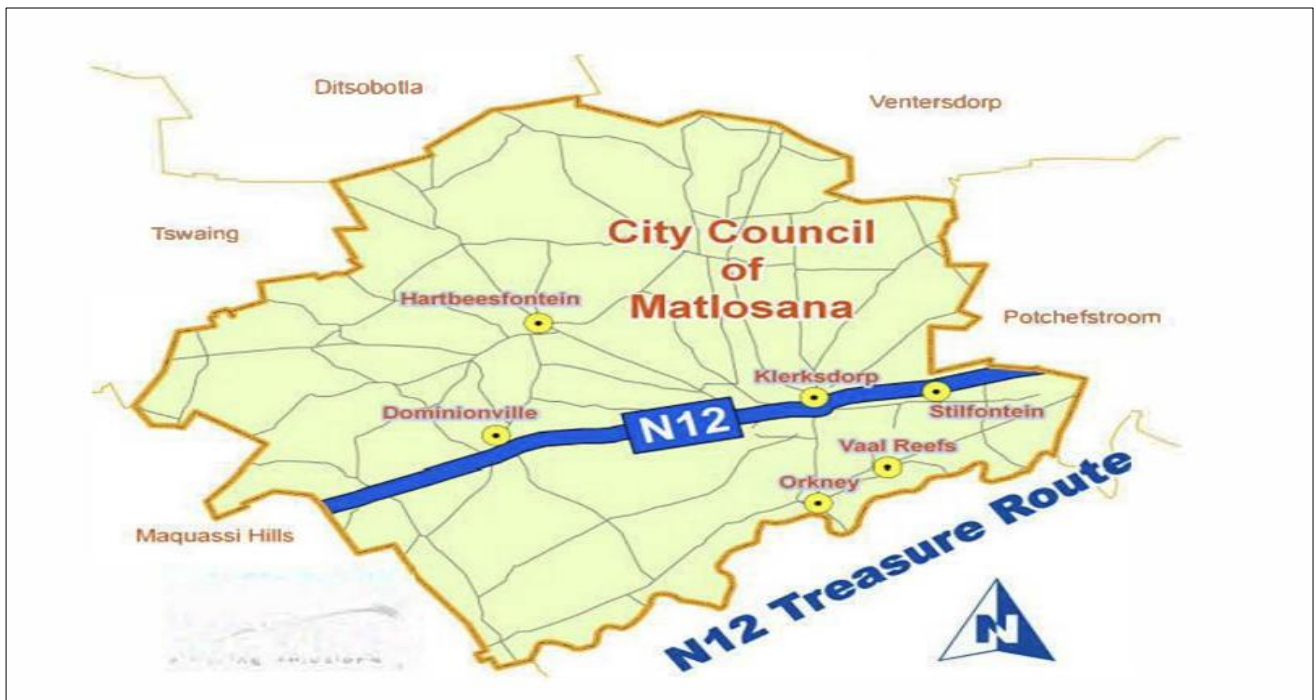 Ditsobotla
Ventersdorp
City Council
of
Matlosana
Tswaing
Hartbeesfontein
Potchefstroom
Klerksdorp
Stilfontein
Dominionville
N12
Vaal Reefs
Orkney
Maquassi Hills
N12 Treasure Route
N